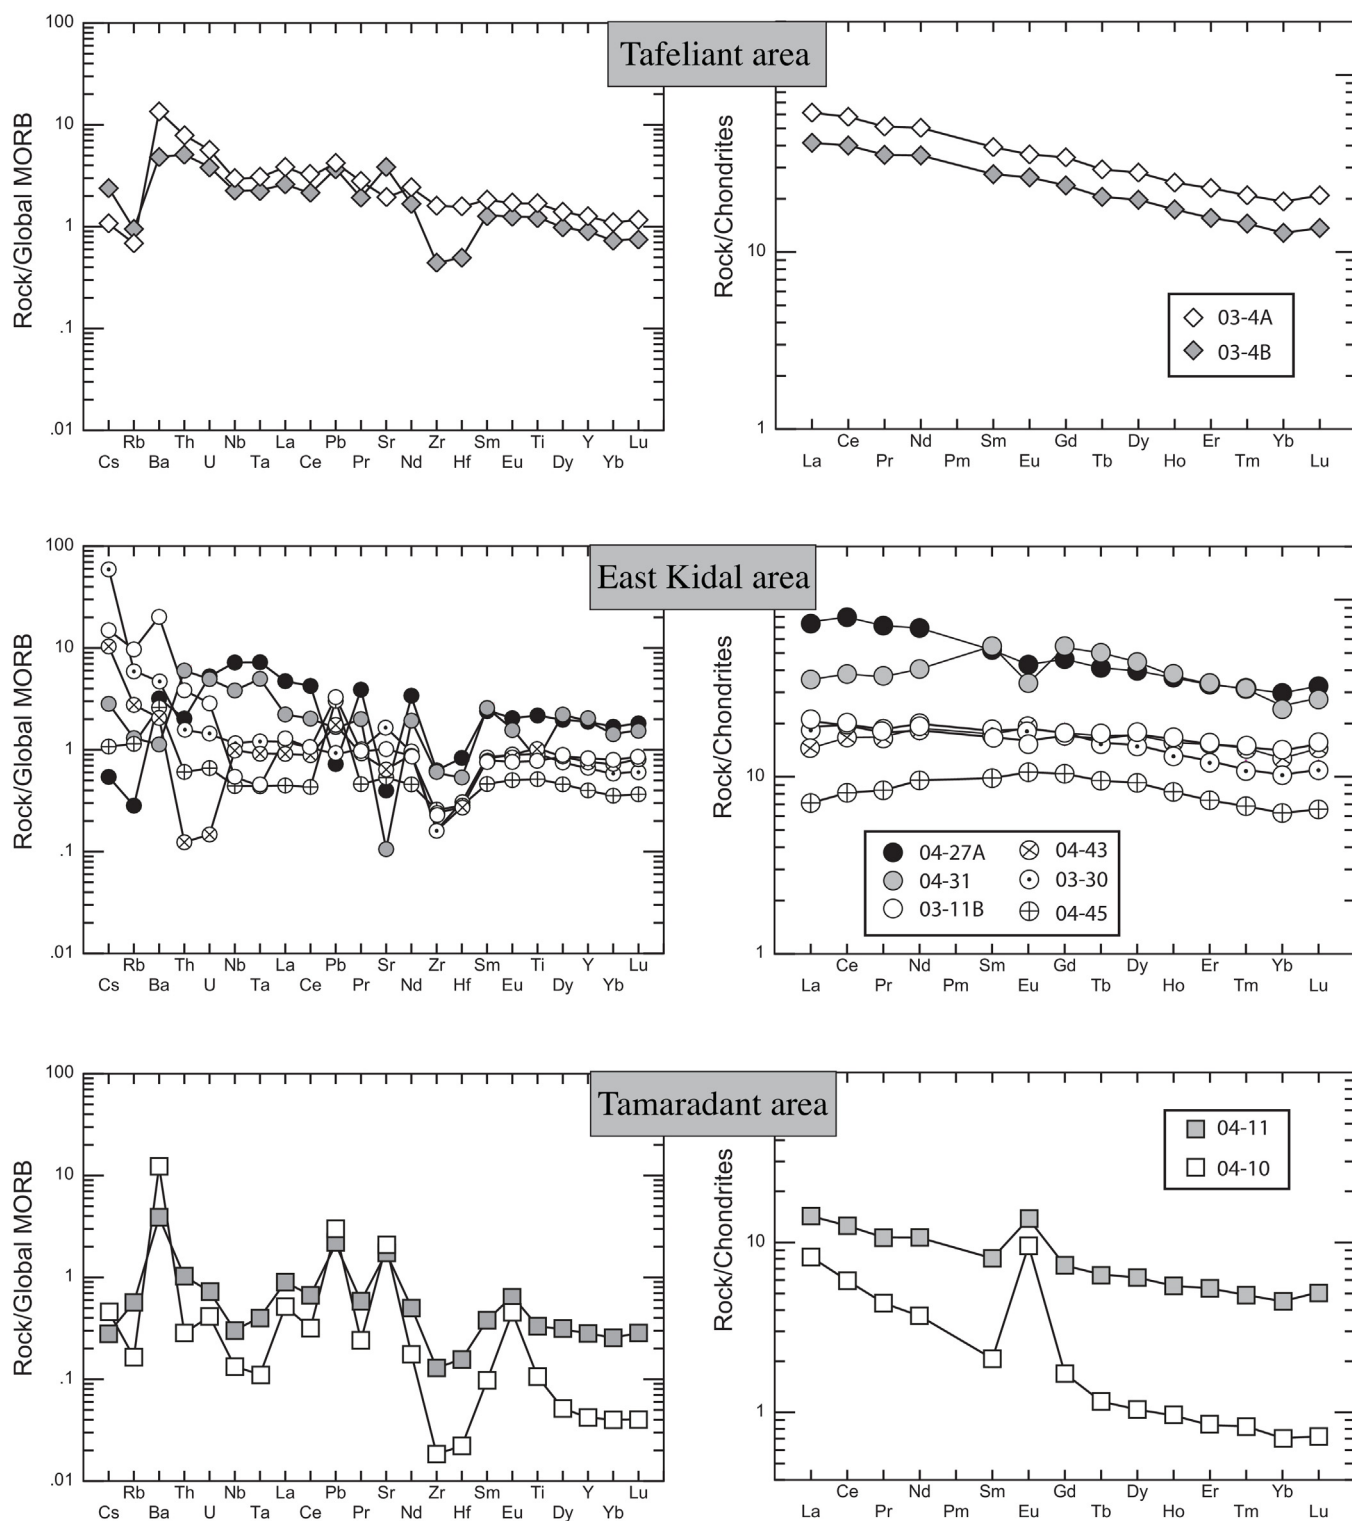 Tafeliant area
Rock/Global MORB
100
10
1
.1
.01
Rb Th Nb La Pb Sr Zr Sm Ti Y Lu
Cs Ba U Ta Ce Pr Nd Hf Eu Dy Yb
Rock/Chondrites
10
1
03-4A
03-4B
Ce Nd Sm Gd Dy Er Yb
La Pr Pm Eu Tb Ho Tm Lu
East Kidal area
Rock/Global MORB
100
10
1
.1
.01
Rb Th Nb La Pb Sr Zr Sm Ti Y Lu
Cs Ba U Ta Ce Pr Nd Hf Eu Dy Yb
Rock/Chondrites
10
1
04-27A 04-43
04-31 03-30
03-11B 04-45
Ce Nd Sm Gd Dy Er Yb
La Pr Pm Eu Tb Ho Tm Lu
Tamaradant area
Rock/Global MORB
100
10
1
.1
.01
Rb Th Nb La Pb Sr Zr Sm Ti Y Lu
Cs Ba U Ta Ce Pr Nd Hf Eu Dy Yb
Rock/Chondrites
10
1
04-11
04-10
Ce Nd Sm Gd Dy Er Yb
La Pr Pm Eu Tb Ho Tm Lu